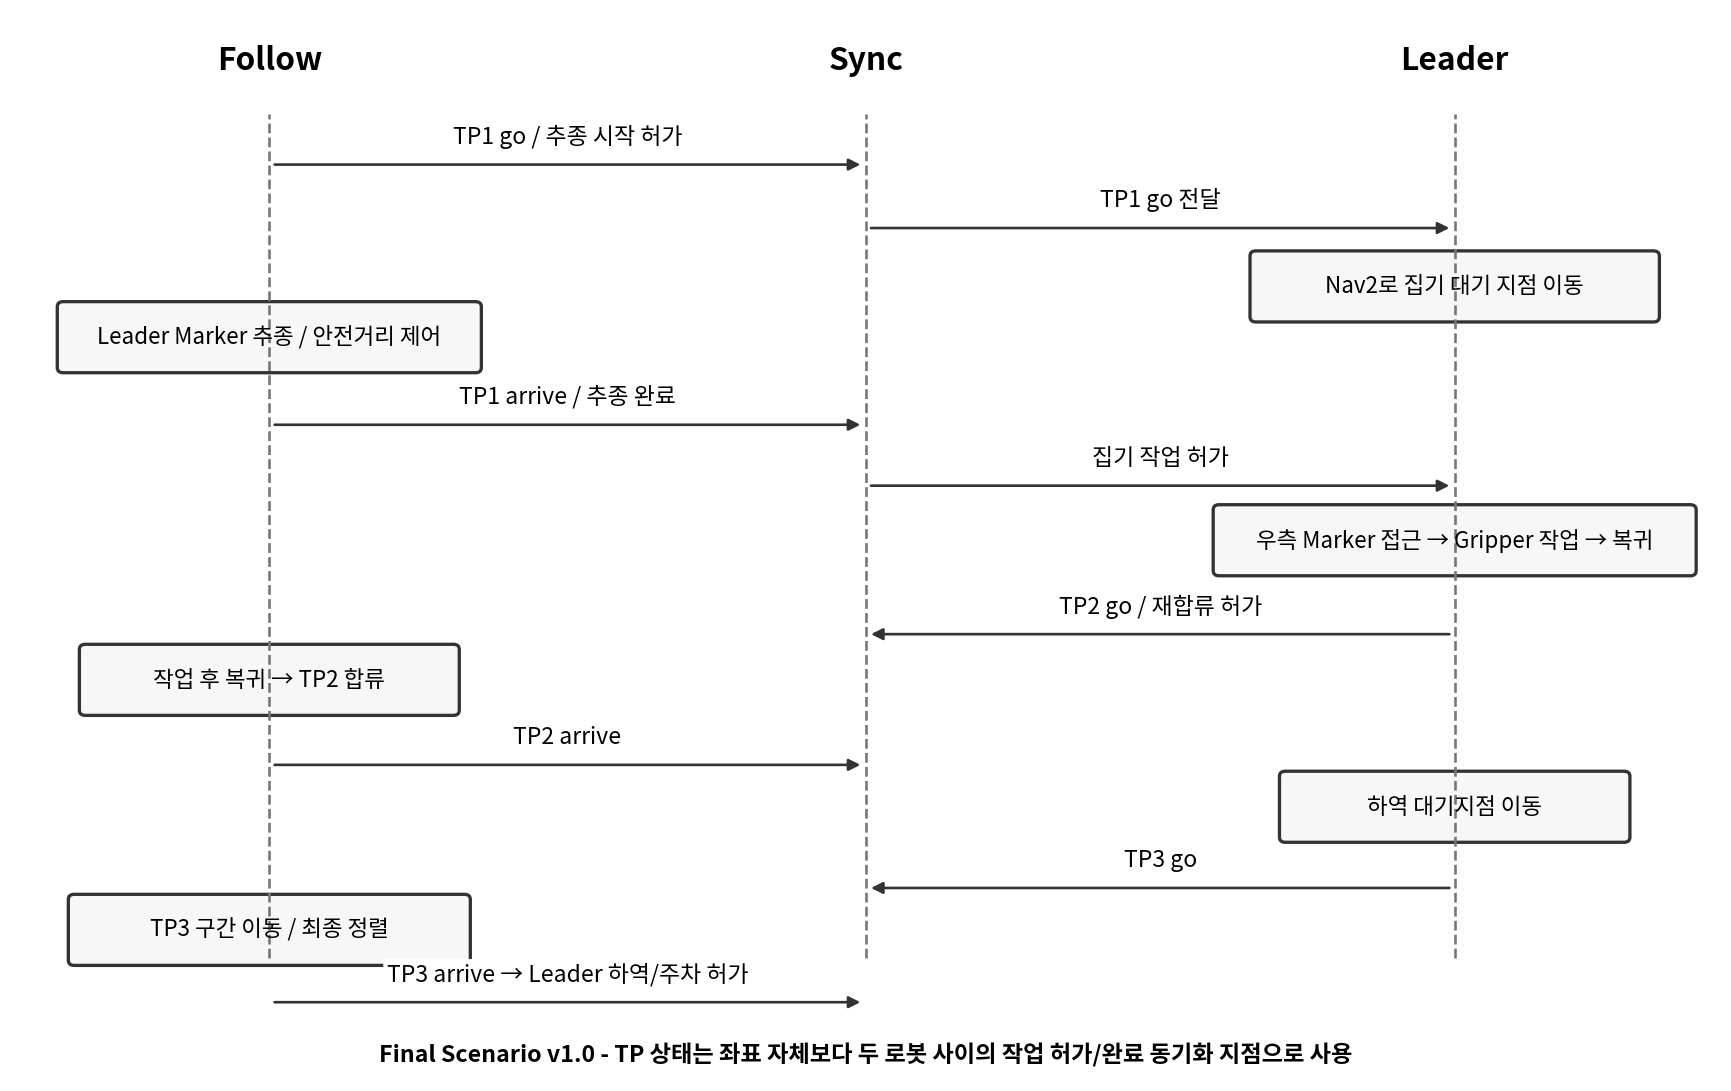 Follow
Sync
Leader
TP1 go / 추종 시작 허가
TP1 go 전달
Nav2로 집기 대기 지점 이동
Leader Marker 추종 / 안전거리 제어
TP1 arrive / 추종 완료
집기 작업 허가
우측 Marker 접근 → Gripper 작업 → 복귀
TP2 go / 재합류 허가
작업 후 복귀 → TP2 합류
TP2 arrive
하역 대기지점 이동
TP3 go
TP3 구간 이동 / 최종 정렬
TP3 arrive → Leader 하역/주차 허가
Final Scenario v1.0 - TP 상태는 좌표 자체보다 두 로봇 사이의 작업 허가/완료 동기화 지점으로 사용